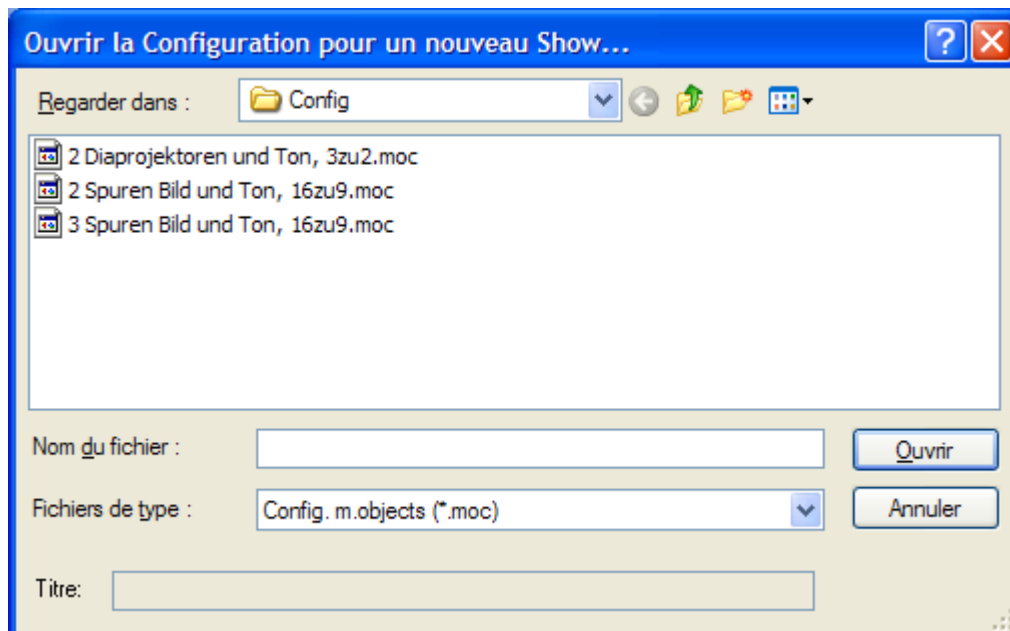 Ouvrir la Configuration pour un nouveau Show...
Regarder dans :
Config
2 Diaprojektoren und Ton, 3zu2.moc
2 Spuren Bild und Ton, 16zu9.moc
3 Spuren Bild und Ton, 16zu9.moc
Nom du fichier :
Ouvrir
Fichiers de type :
Config. m.objects (*.moc)
Annuler
Titre: